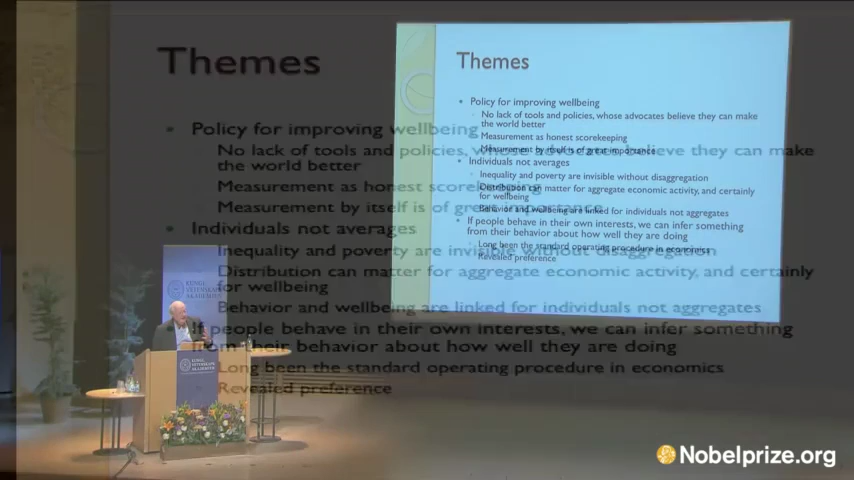 Themes
Policy for improving wellbeing
No lack of tools and policies, whose advocates believe they can make
the world better
Measurement as honest scorekeeping
Measurement by itself is of great importance
Individuals not averages
Inequality and poverty are invisible without disaggregation
Distribution can matter for aggregate economic activity, and certainly
for wellbeing
Behavior and wellbeing are linked for individuals not aggregates
If people behave in their own interests, we can infer something
from their behavior about how well they are doing
Long been the standard operating procedure in economics
Revealed preference
Themes
Policy for improving wellbeing
No lack of tools and policies, whose advocates believe they can make
the world better
Measurement as honest scorekeeping
Measurement by itself is of great importance
Individuals not averages
Inequality and poverty are invisible without disaggregation
Distribution can matter for aggregate economic activity, and certainly
for wellbeing
Behavior and wellbeing are linked for individuals not aggregates
If people behave in their own interests, we can infer something
from their behavior about how well they are doing
Long been the standard operating procedure in economics
Revealed preference
KUNGL.
VETENSKAPS
AKADEMIEN
KUNGL.
VETENSKAPS
AKADEMIEN
Nobelprize.org